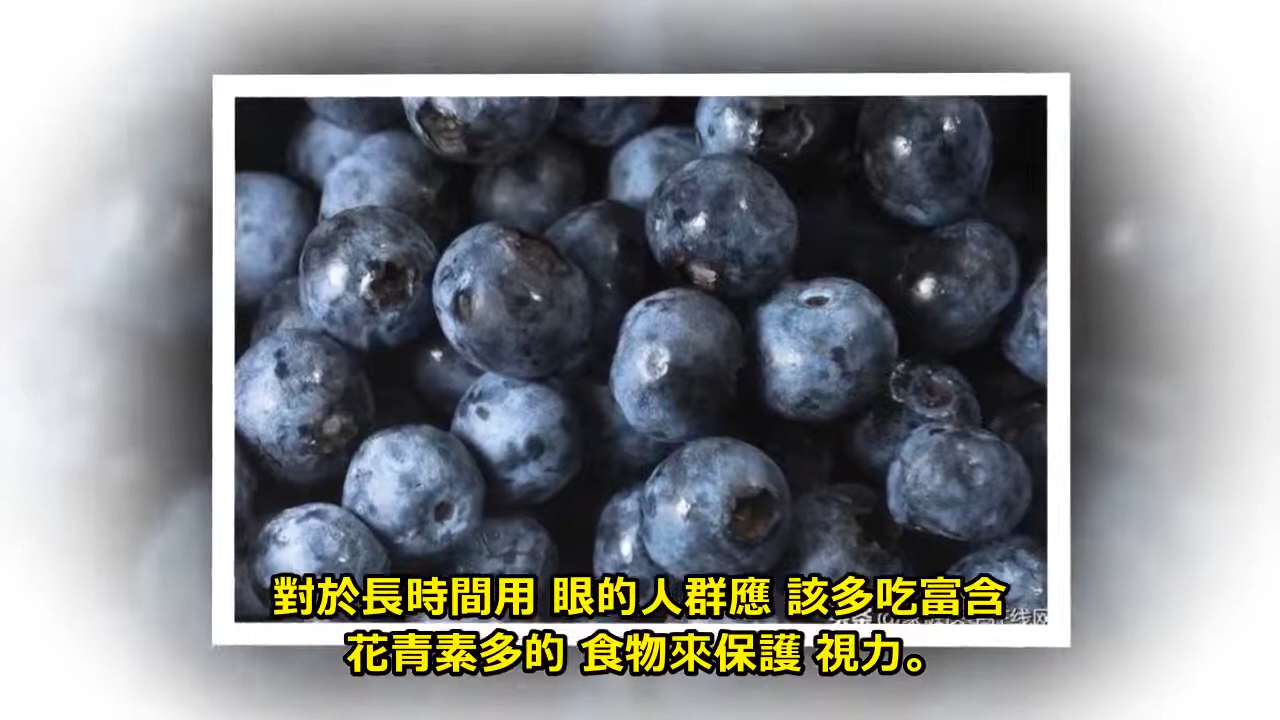 對於長時間用 眼的人群應 該多吃富含
花青素多的 食物來保護 視力。